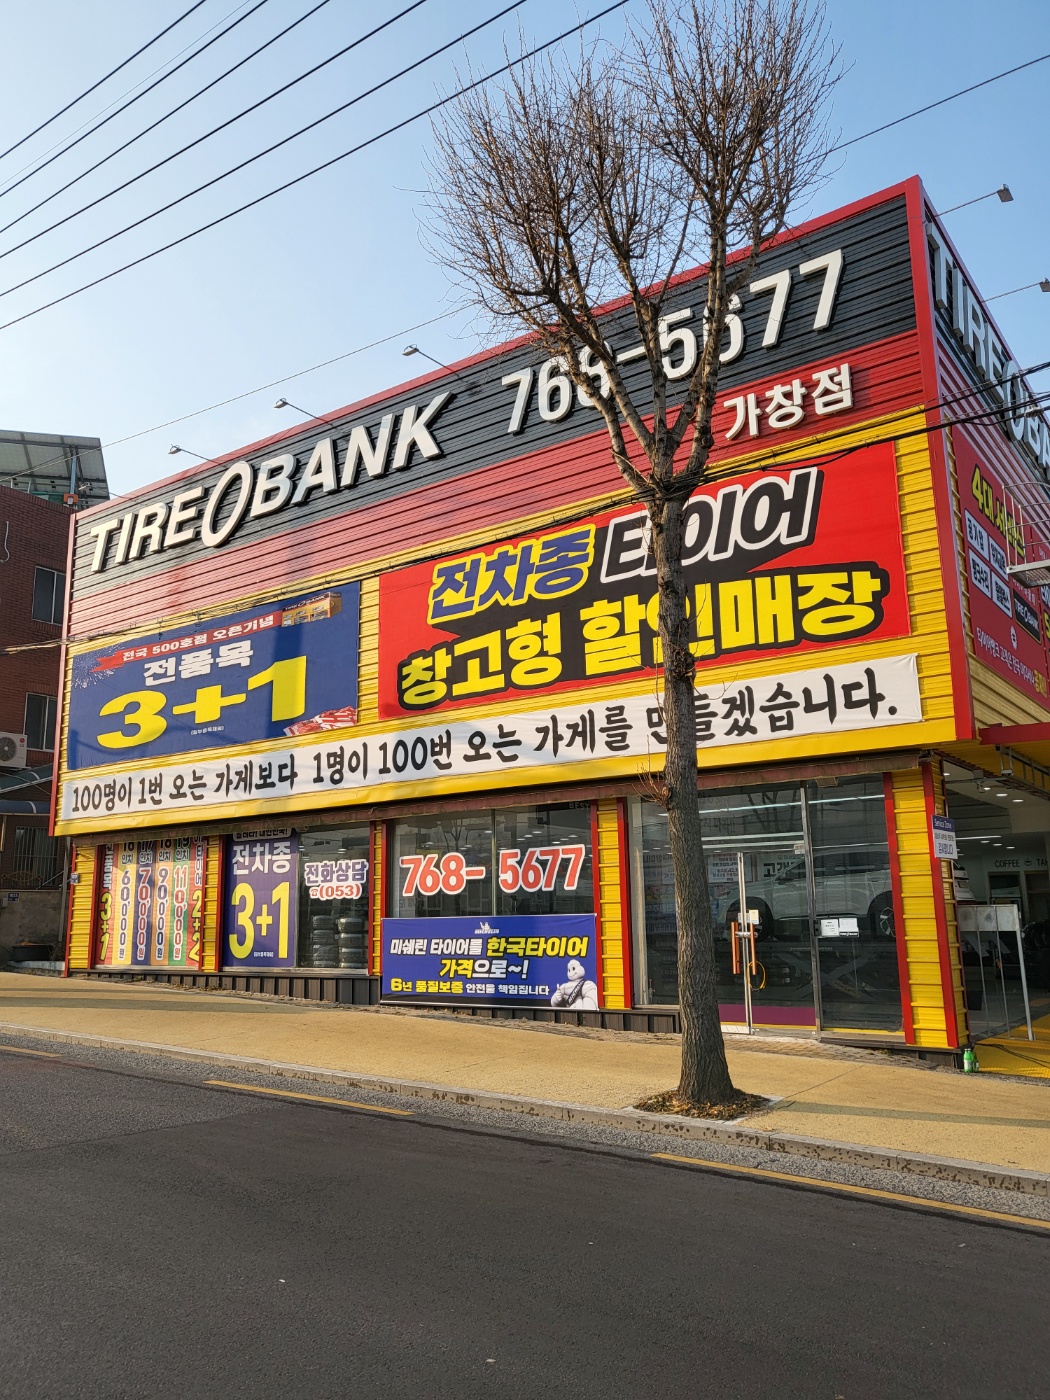 TIREOBANK 768-5677
가창점
전국 500호점 오픈기념
전품목
3+1
전차종 타이어
창고형 할인매장
100명이 1번 오는 가게보다 1명이 100번 오는 가게를 만들겠습니다.
전차종
3+1
전화상담
(053)
768- 5677
미쉐린 타이어를 한국타이어
가격으로~!
6년 품질보증 안전을 책임집니다
COFFEE
TIRE